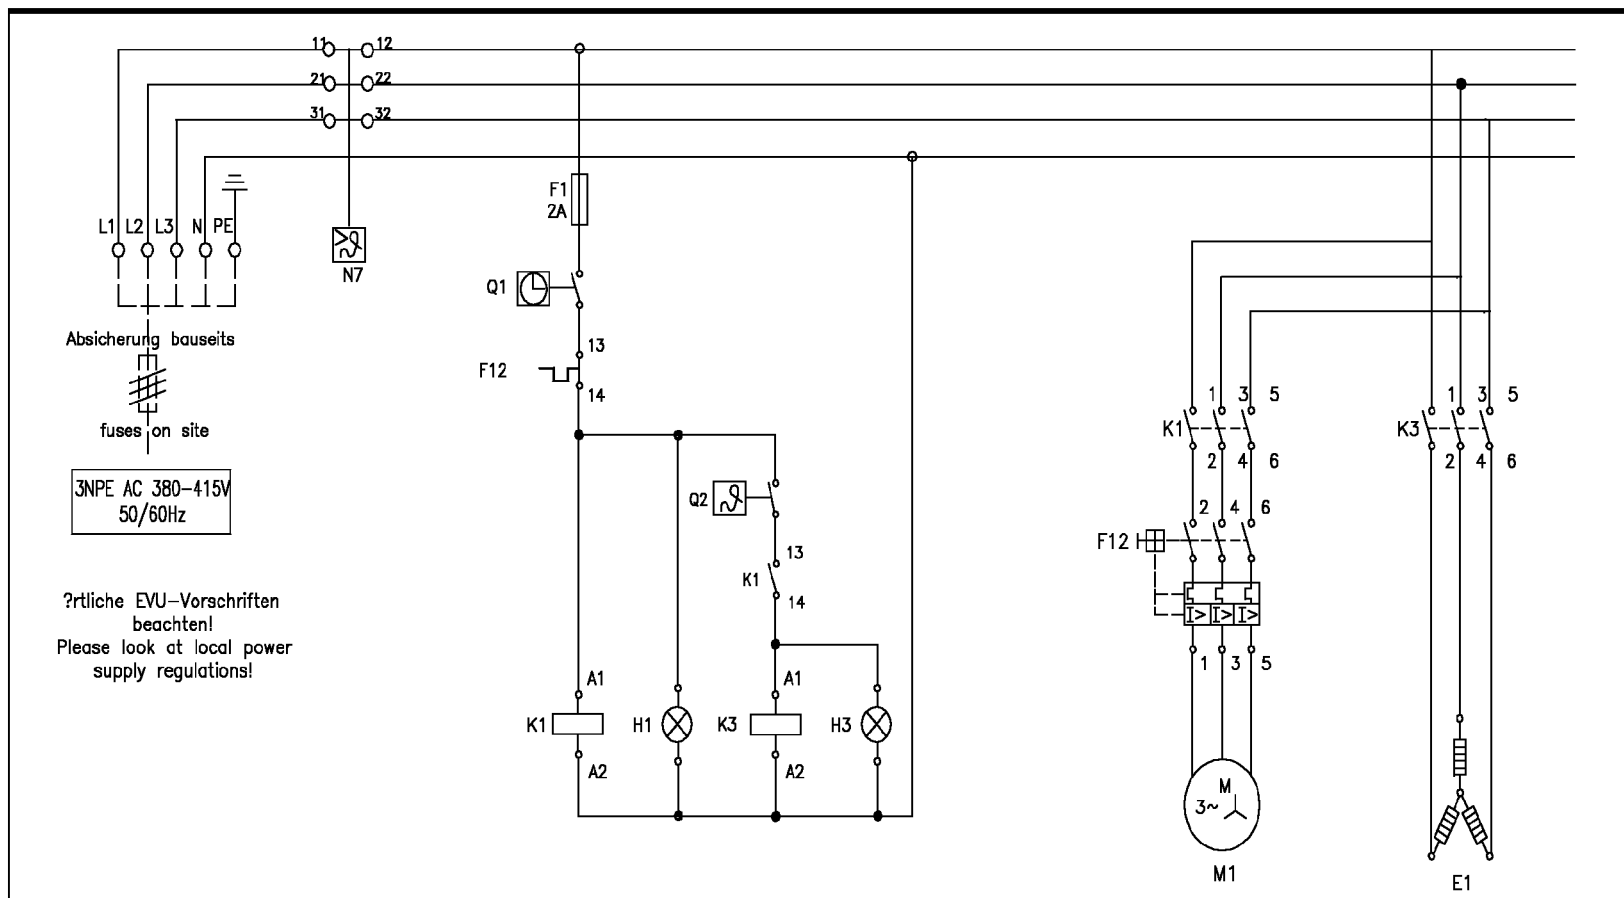 11 12
21 22
31 32
L1 L2 L3 N PE
N7
F1
2A
Q1
13
F12
14
Absicherung bauseits
fuses on site
3NPE AC 380-415V
50/60Hz
?rtliche EVU-Vorschriften
beachten!
Please look at local power
supply regulations!
Q2
13
K1
14
A1 A1
K1 H1 K3 H3
A2 A2
1 3 5
K1
2 4 6
2 4 6
F12
I> I> I>
1 3 5
M
3~
M1
1 3 5
K3
2 4 6
E1